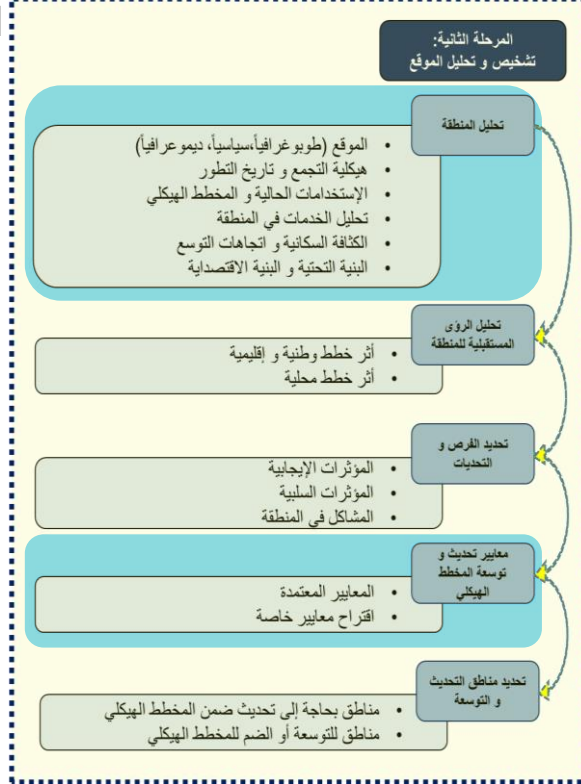 المرحلة الثانية:
تشخيص و تحليل الموقع
تحليل المنطقة
• الموقع (طوبوغرافياً،سياسياً، ديموعرافياً)
• هيكلية التجمع و تاريخ التطور
• الإستخدامات الحالية و المخطط الهيكلي
• تحليل الخدمات في المنطقة
• الكثافة السكانية و اتجاهات التوسع
• البنية التحتية و البنية الاقتصداية
تحليل الرؤى
المستقبلية للمنطقة
• أثر خطط وطنية و إقليمية
• أثر خطط محلية
تحديد الفرص و
التحديات
• المؤثرات الإيجابية
• المؤثرات السلبية
• المشاكل في المنطقة
معايير تحديث و
توسعة المخطط
الهيكلي
• المعايير المعتمدة
• اقتراح معايير خاصة
تحديد مناطق التحديث
و التوسعة
• مناطق بحاجة إلى تحديث ضمن المخطط الهيكلي
• مناطق للتوسعة أو الضم للمخطط الهيكلي